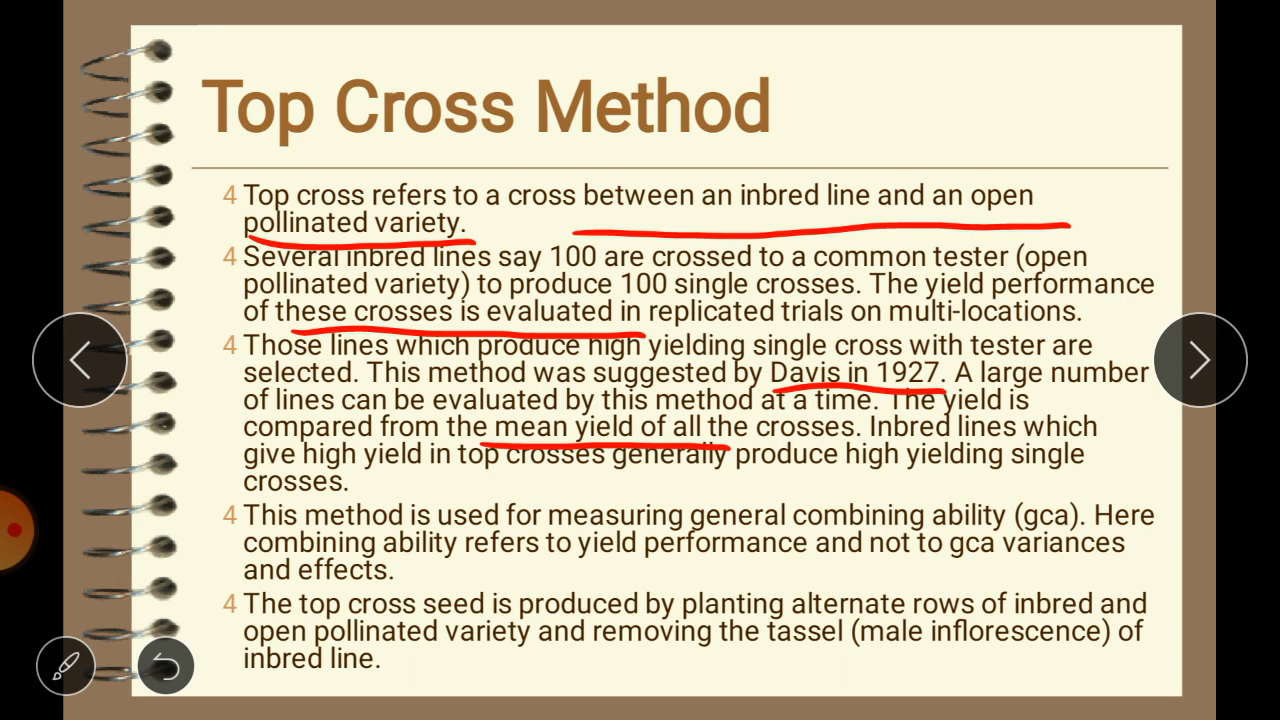 Top Cross Method
4 Top cross refers to a cross between an inbred line and an open
pollinated variety.
4 Several inbred lines say 100 are crossed to a common tester (open
pollinated variety) to produce 100 single crosses. The yield performance
of these crosses is evaluated in replicated trials on multi-locations.
4 Those lines which produce high yielding single cross with tester are
selected. This method was suggested by Davis in 1927. A large number
of lines can be evaluated by this method at a time. The yield is
compared from the mean yield of all the crosses. Inbred lines which
give high yield in top crosses generally produce high yielding single
crosses.
4 This method is used for measuring general combining ability (gca). Here
combining ability refers to yield performance and not to gca variances
and effects.
4 The top cross seed is produced by planting alternate rows of inbred and
open pollinated variety and removing the tassel (male inflorescence) of
inbred line.